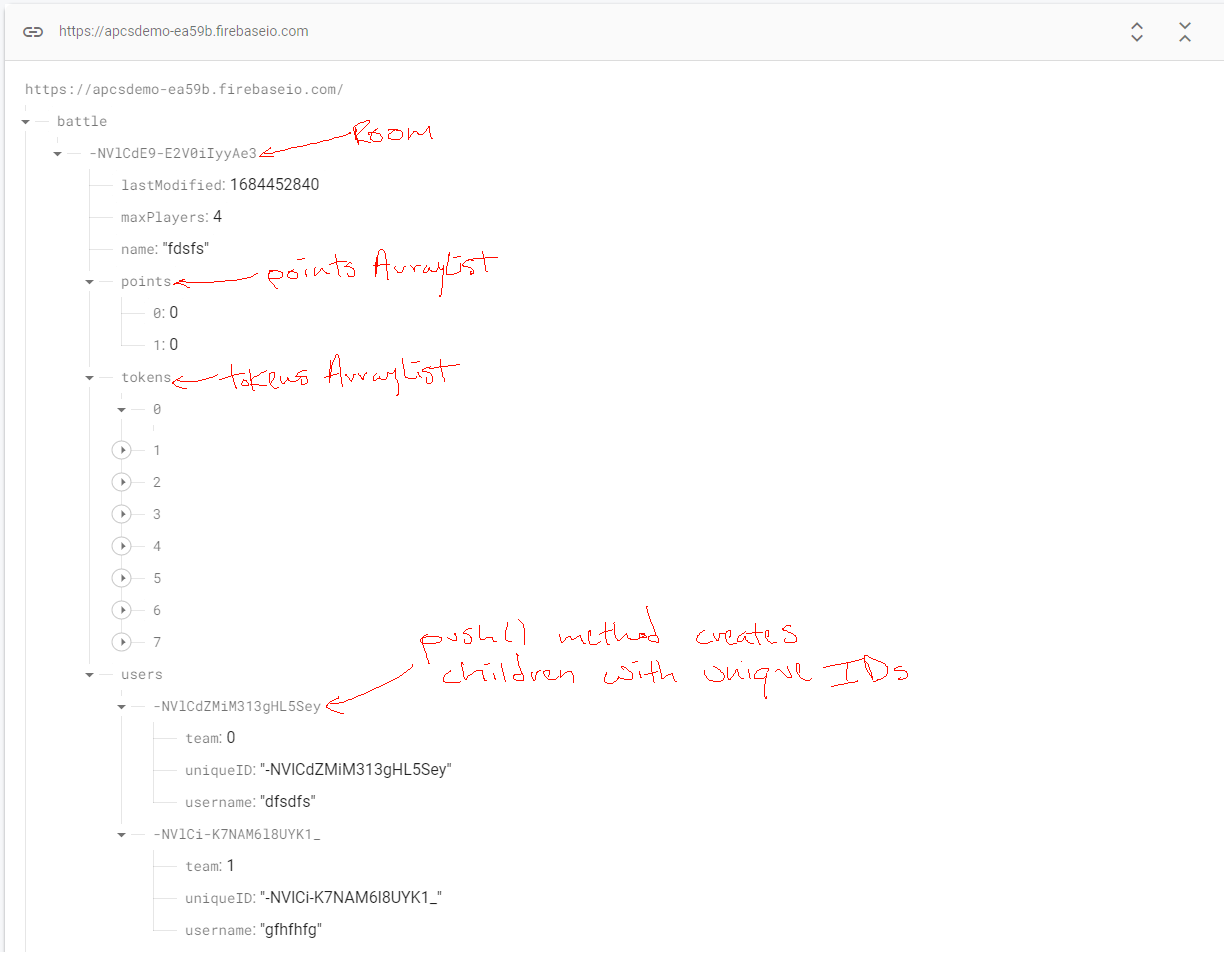 https://apcsdemo-ea59b.firebaseio.com
https://apcsdemo-ea59b.firebaseio.com/
battle
Room
-NVlCdE9-E2V0iIyyAe3
lastModified: 1684452840
maxPlayers: 4
name: "fdsfs"
points ArrayList
points
0: 0
1: 0
tokens ArrayList
tokens
0
1
2
3
4
5
6
7
push() method creates
children with unique IDs
users
-NVlCdZMiM313gHL5Sey
team: 0
uniqueID: "-NVlCdZMiM313gHL5Sey"
username: "dfsdfs"
-NVlCi-K7NAM6l8UYK1_
team: 1
uniqueID: "-NVlCi-K7NAM6l8UYK1_"
username: "gfhfhfg"